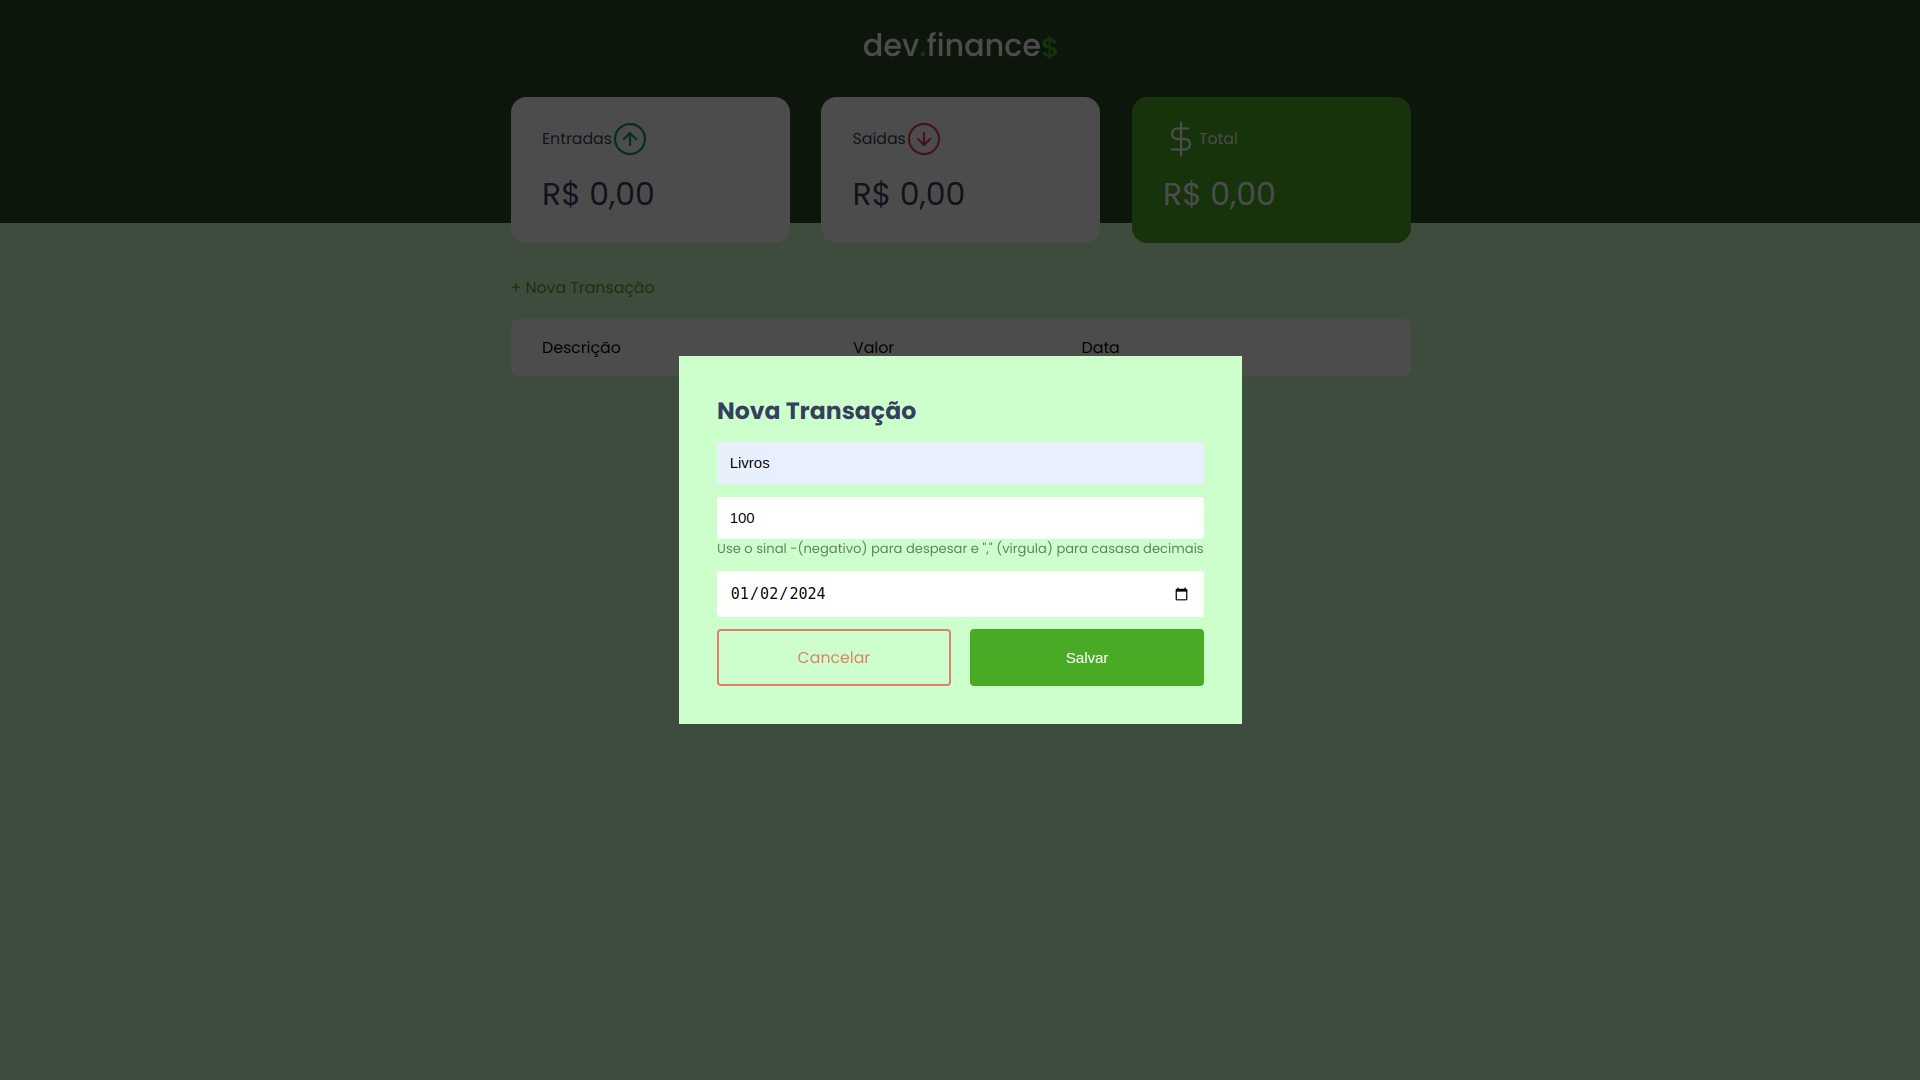 dev.finance$
Entradas
R$ 0,00
Saídas
R$ 0,00
Total
R$ 0,00
+ Nova Transação
Descrição Valor Data
Nova Transação
Livros
100
Use o sinal -(negativo) para despesar e "," (virgula) para casasa decimais
01/02/2024
Cancelar Salvar